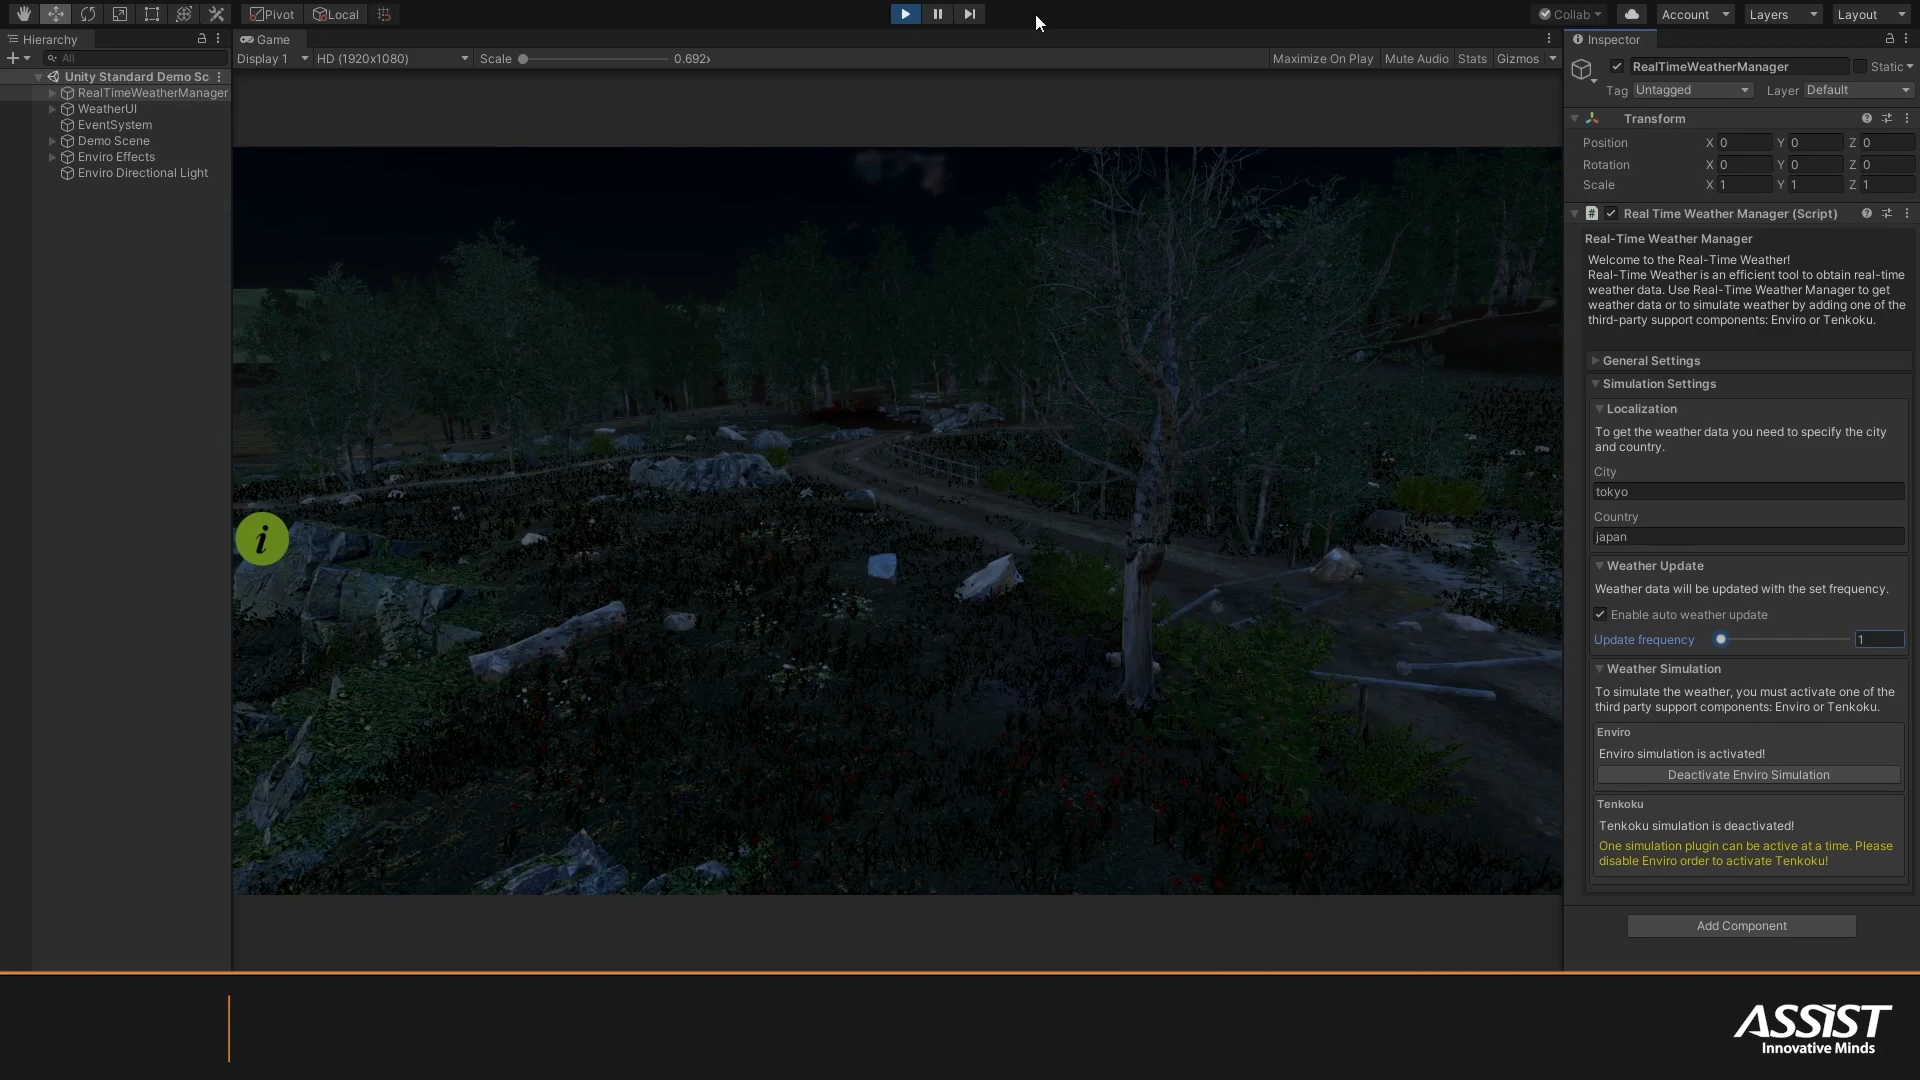 Pivot
Local
Collab
Account
Layers
Layout
Hierarchy
All
Unity Standard Demo Sc
RealTimeWeatherManager
WeatherUI
EventSystem
Demo Scene
Enviro Effects
Enviro Directional Light
Game
Display 1
HD (1920x1080)
Scale
0.692x
Maximize On Play
Mute Audio
Stats
Gizmos
i
Inspector
RealTimeWeatherManager
Static
Tag Untagged
Layer Default
Transform
Position X 0 Y 0 Z 0
Rotation X 0 Y 0 Z 0
Scale X 1 Y 1 Z 1
# Real Time Weather Manager (Script)
Real-Time Weather Manager
Welcome to the Real-Time Weather!
Real-Time Weather is an efficient tool to obtain real-time
weather data. Use Real-Time Weather Manager to get
weather data or to simulate weather by adding one of the
third-party support components: Enviro or Tenkoku.
General Settings
Simulation Settings
Localization
To get the weather data you need to specify the city
and country.
City
tokyo
Country
japan
Weather Update
Weather data will be updated with the set frequency.
Enable auto weather update
Update frequency 1
Weather Simulation
To simulate the weather, you must activate one of the
third party support components: Enviro or Tenkoku.
Enviro
Enviro simulation is activated!
Deactivate Enviro Simulation
Tenkoku
Tenkoku simulation is deactivated!
One simulation plugin can be active at a time. Please
disable Enviro order to activate Tenkoku!
Add Component
ASSIST
Innovative Minds